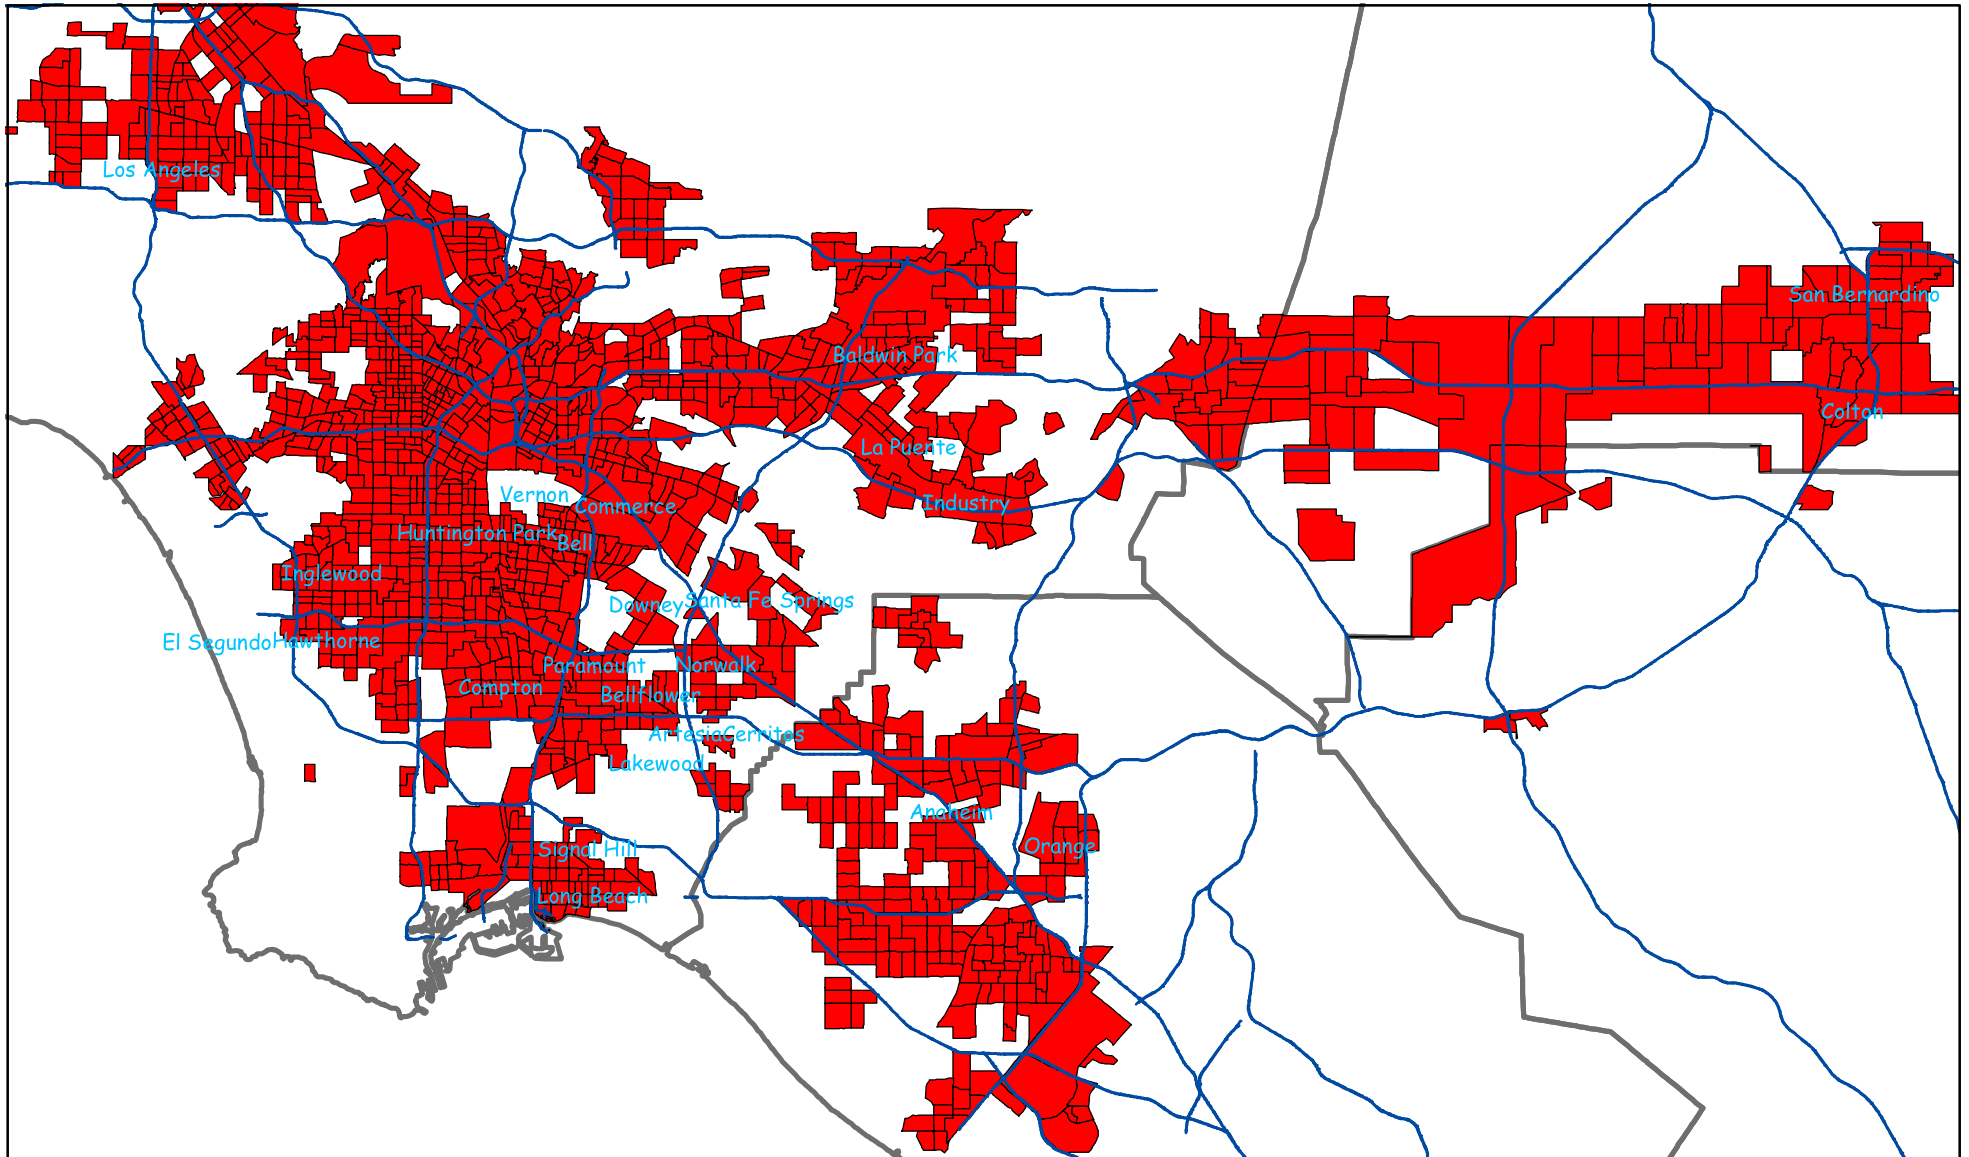 Los Angeles
San Bernardino
Baldwin Park
Colton
La Puente
Vernon
Commerce
Industry
Huntington Park
Bell
Inglewood
Downey
Santa Fe Springs
El Segundo
Hawthorne
Paramount
Norwalk
Compton
Bellflower
Artesia
Cerritos
Lakewood
Anaheim
Signal Hill
Orange
Long Beach